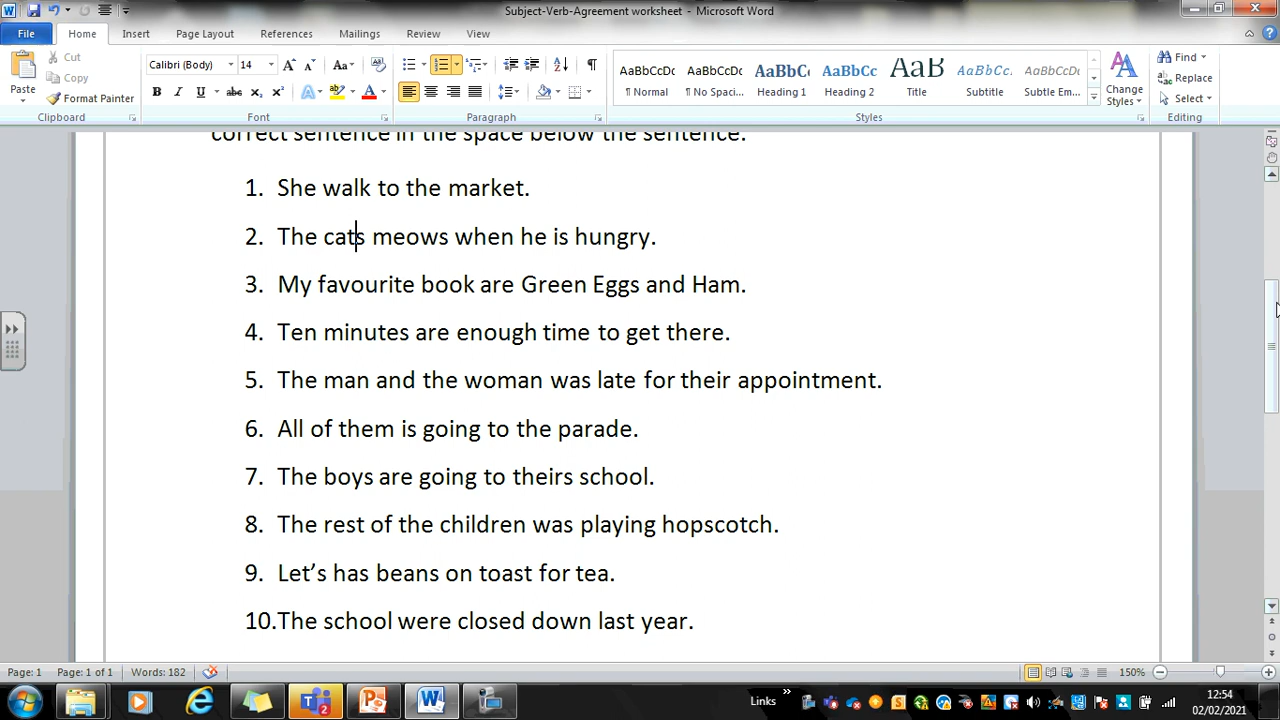 Subject-Verb-Agreement worksheet - Microsoft Word
File Home Insert Page Layout References Mailings Review View
Paste Cut Copy Format Painter Clipboard
Calibri (Body) 14 Font
Paragraph
AaBbCcDc AaBbCcDc AaBbCc AaBbCc AaB AaBbCc. AaBbCcDc
¶ Normal ¶ No Spaci... Heading 1 Heading 2 Title Subtitle Subtle Em...
Styles
Change Styles
Find Replace Select Editing
correct sentence in the space below the sentence.
1. She walk to the market.
2. The cats meows when he is hungry.
3. My favourite book are Green Eggs and Ham.
4. Ten minutes are enough time to get there.
5. The man and the woman was late for their appointment.
6. All of them is going to the parade.
7. The boys are going to theirs school.
8. The rest of the children was playing hopscotch.
9. Let’s has beans on toast for tea.
10.The school were closed down last year.
Page: 1 Page: 1 of 1 Words: 182 150%
Links 12:54
02/02/2021